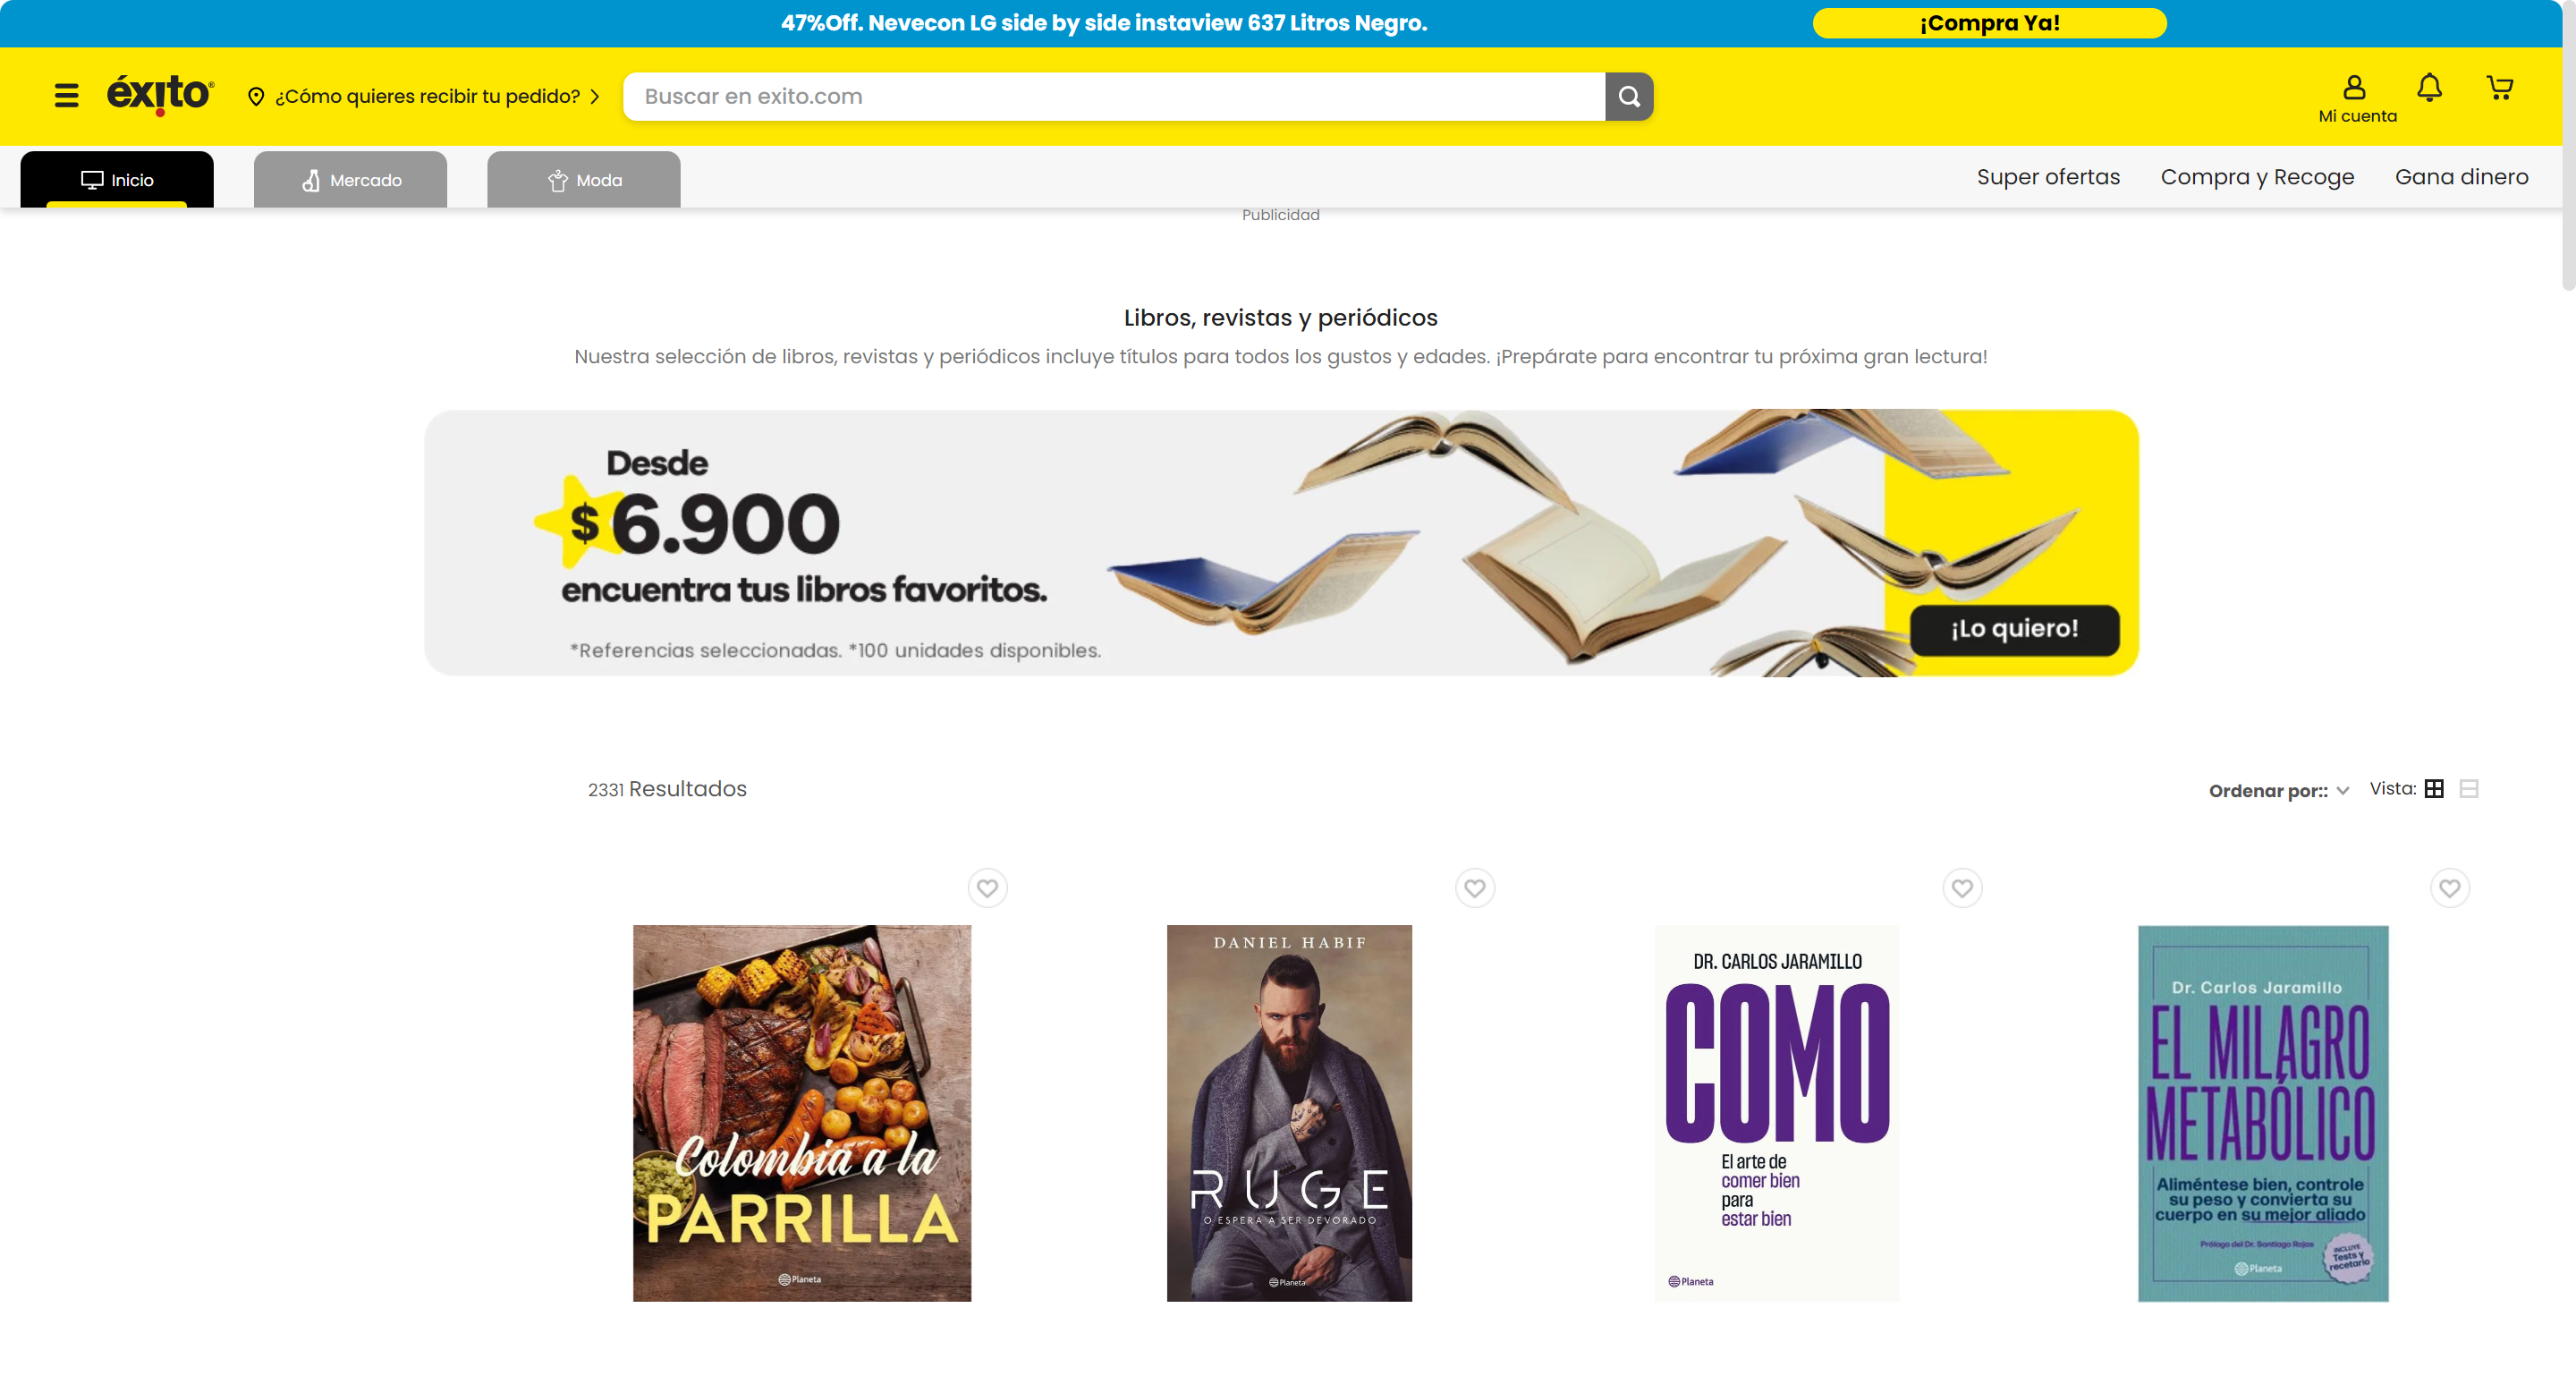 47%Off. Nevecon LG side by side instaview 637 Litros Negro.
¡Compra Ya!
éxito®
¿Cómo quieres recibir tu pedido?
Buscar en exito.com
Mi cuenta
Inicio
Mercado
Moda
Super ofertas
Compra y Recoge
Gana dinero
Publicidad
Libros, revistas y periódicos
Nuestra selección de libros, revistas y periódicos incluye títulos para todos los gustos y edades. ¡Prepárate para encontrar tu próxima gran lectura!
Desde
$6.900
encuentra tus libros favoritos.
*Referencias seleccionadas. *100 unidades disponibles.
¡Lo quiero!
2331 Resultados
Ordenar por::
Vista:
Colombia a la
PARRILLA
Planeta
DANIEL HABIF
RUGE
O ESPERA A SER DEVORADO
Planeta
DR. CARLOS JARAMILLO
COMO
El arte de
comer bien
para
estar bien
Planeta
Dr. Carlos Jaramillo
EL MILAGRO
METABÓLICO
Aliméntese bien, controle
su peso y convierta su
cuerpo en su mejor aliado
Prólogo del Dr. Santiago Rojas
INCLUYE
Tests y
recetario
Planeta